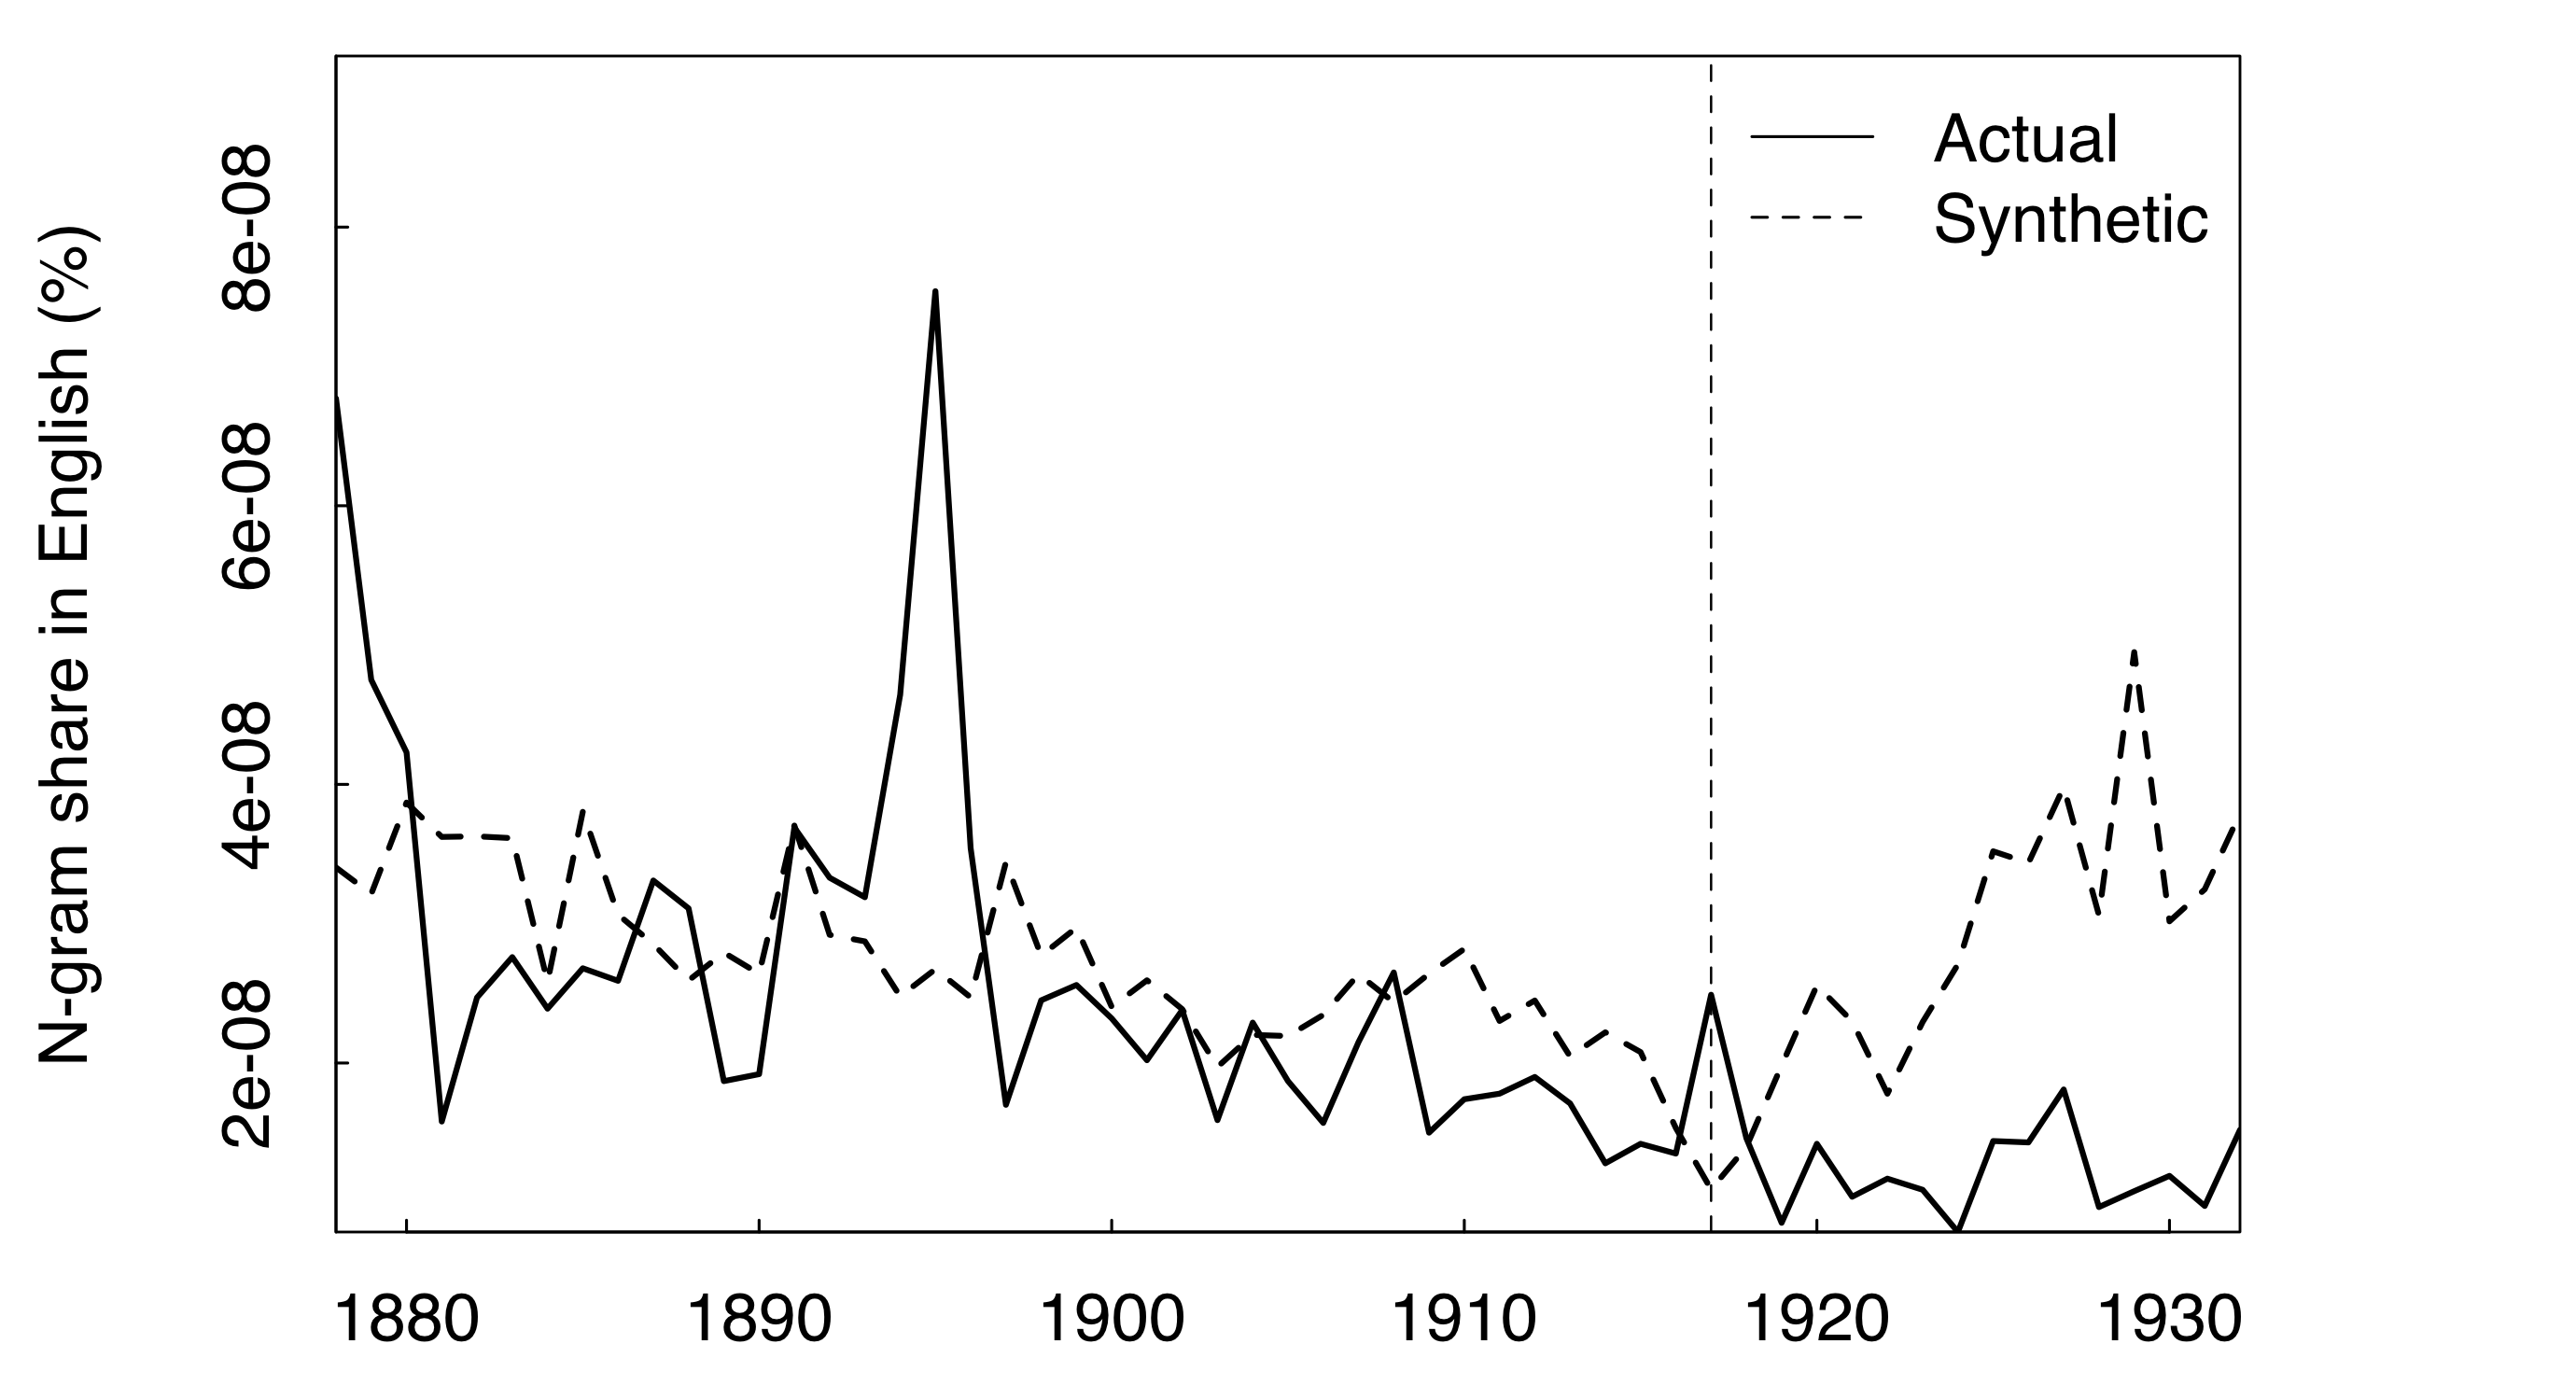 N-gram share in English (%)
8e-08
6e-08
4e-08
2e-08
Actual
Synthetic
1880 1890 1900 1910 1920 1930